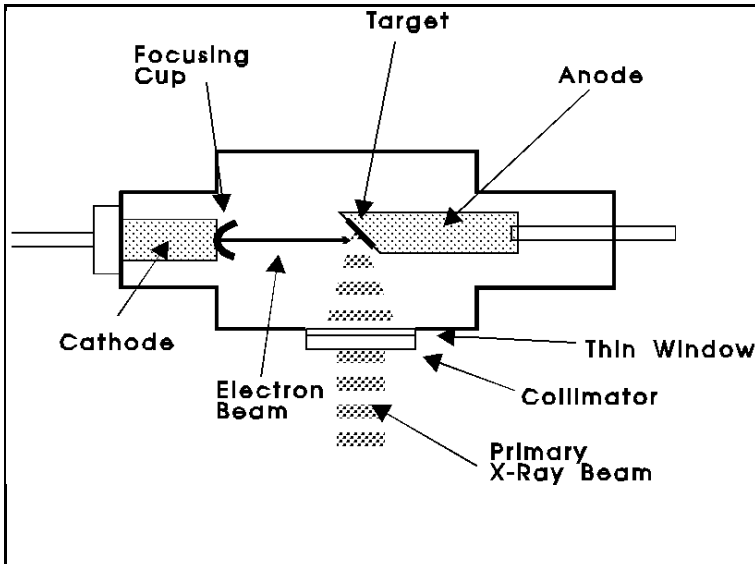 Target
Focusing
Cup
Anode
Cathode
Thin Window
Electron
Beam
Collimator
Primary
X-Ray Beam